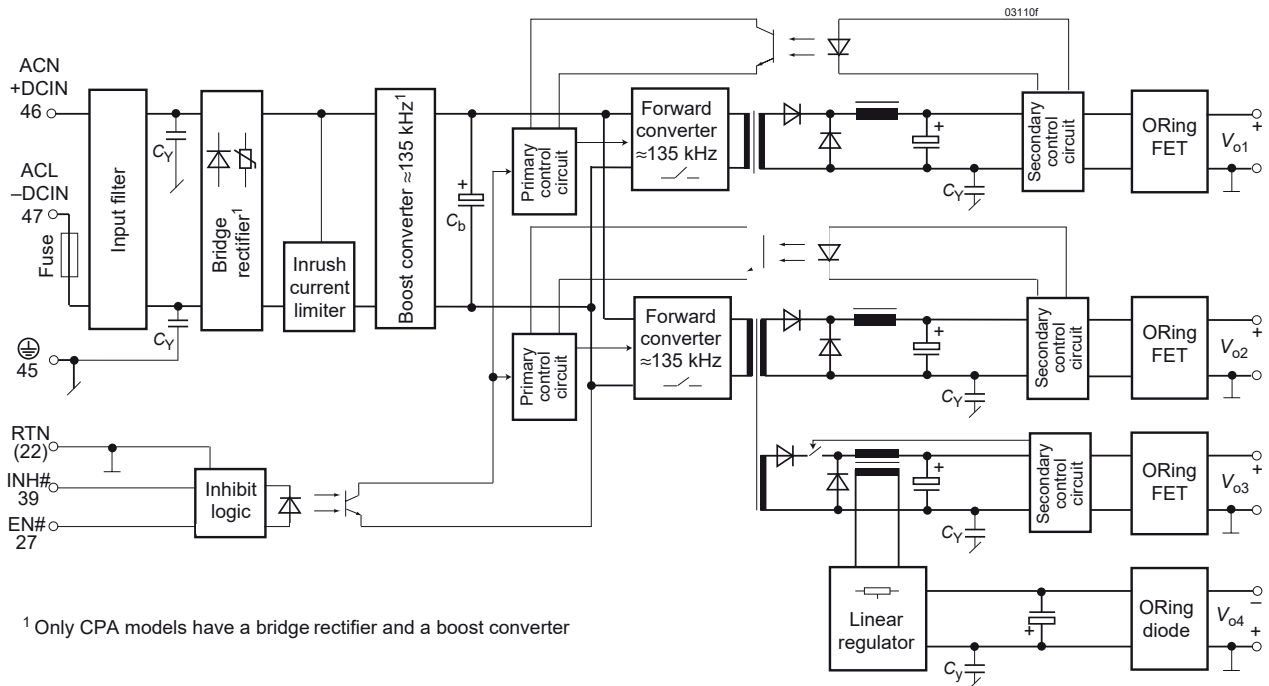 03110f
ACN
+DCIN
46
ACL
–DCIN
47
Fuse
45
Input filter
CY
CY
Bridge
rectifier1
Inrush
current
limiter
Boost converter ≈135 kHz1
+
Cb
Primary
control
circuit
Forward
converter
≈135 kHz
+
CY
Secondary
control
circuit
ORing
FET
+
Vo1
–
Primary
control
circuit
Forward
converter
≈135 kHz
+
CY
Secondary
control
circuit
ORing
FET
+
Vo2
–
RTN
(22)
INH#
39
EN#
27
Inhibit
logic
+
CY
Secondary
control
circuit
ORing
FET
+
Vo3
–
Linear
regulator
+
Cy
ORing
diode
–
Vo4
+
1 Only CPA models have a bridge rectifier and a boost converter